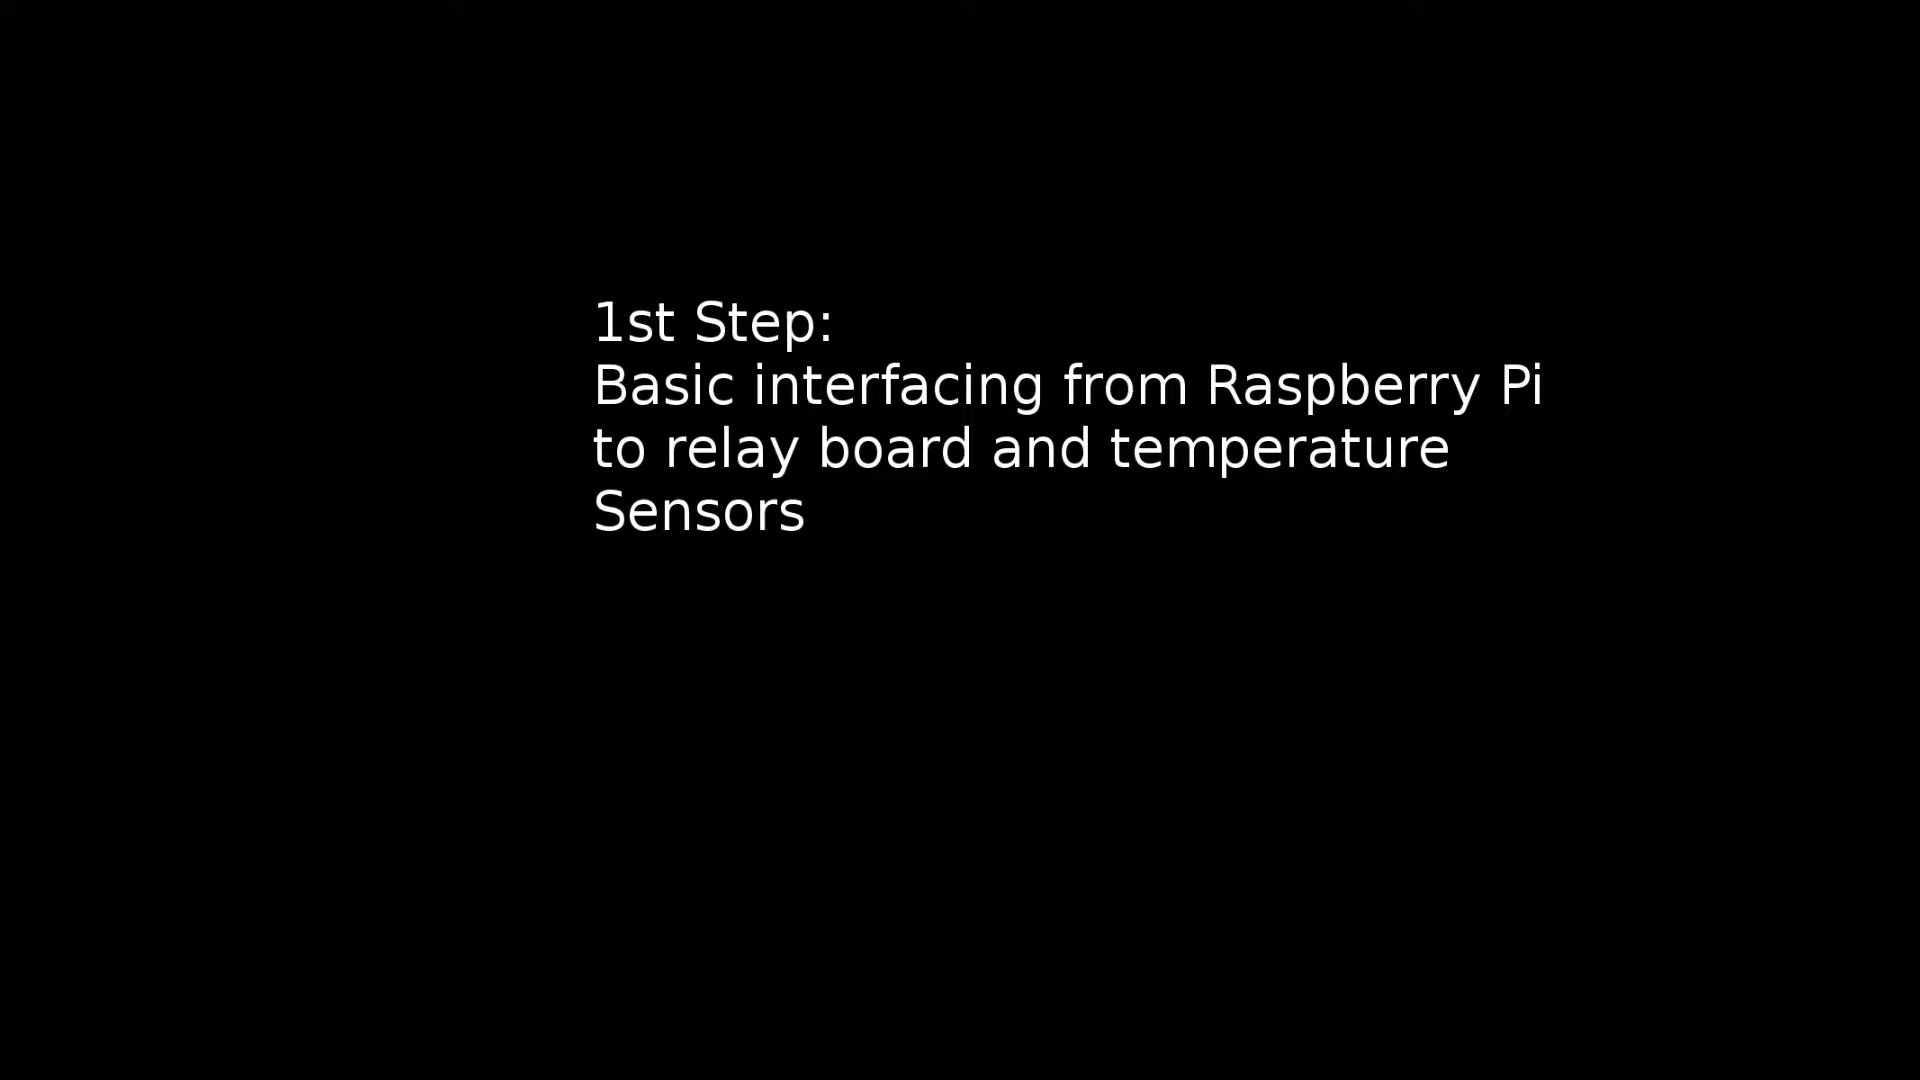 1st Step:
Basic interfacing from Raspberry Pi
to relay board and temperature
Sensors